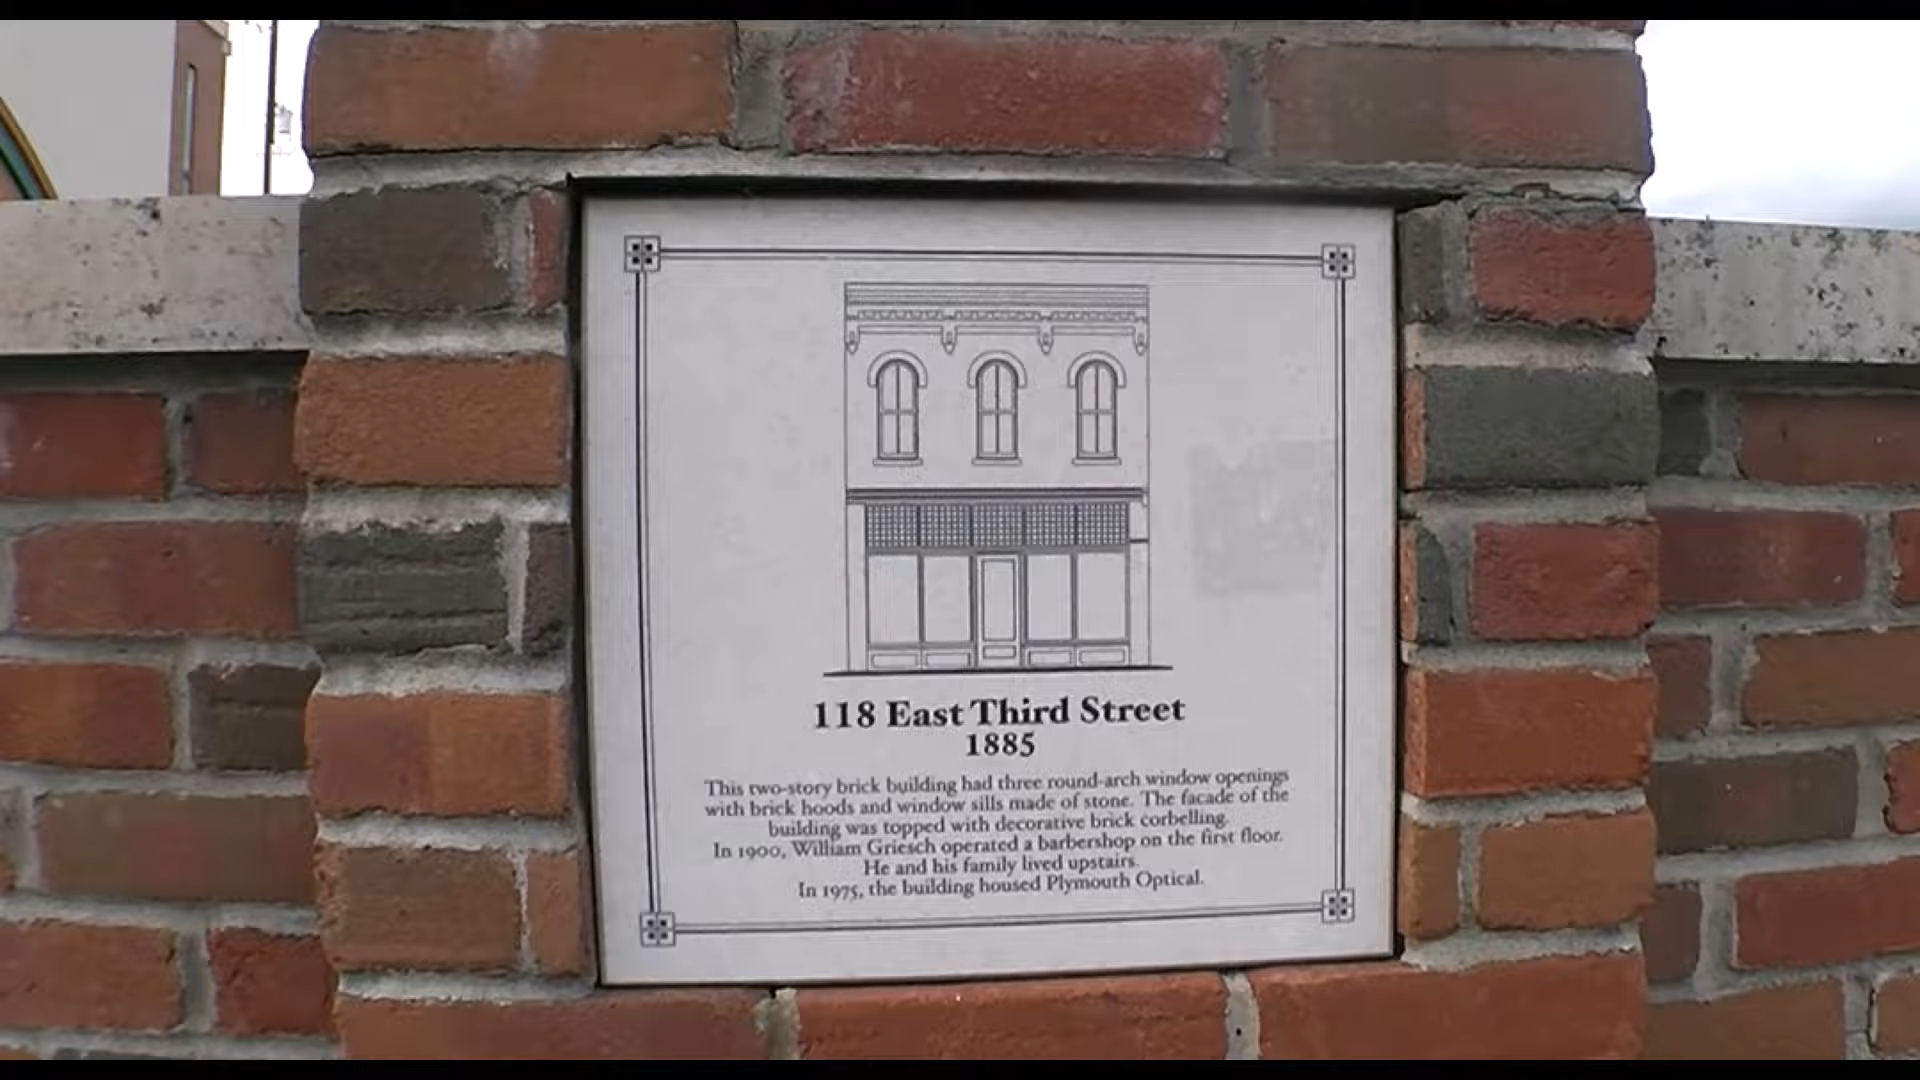 118 East Third Street
1885
This two-story brick building had three round-arch window openings
with brick hoods and window sills made of stone. The facade of the
building was topped with decorative brick corbelling.
In 1900, William Griesch operated a barbershop on the first floor.
He and his family lived upstairs.
In 1975, the building housed Plymouth Optical.